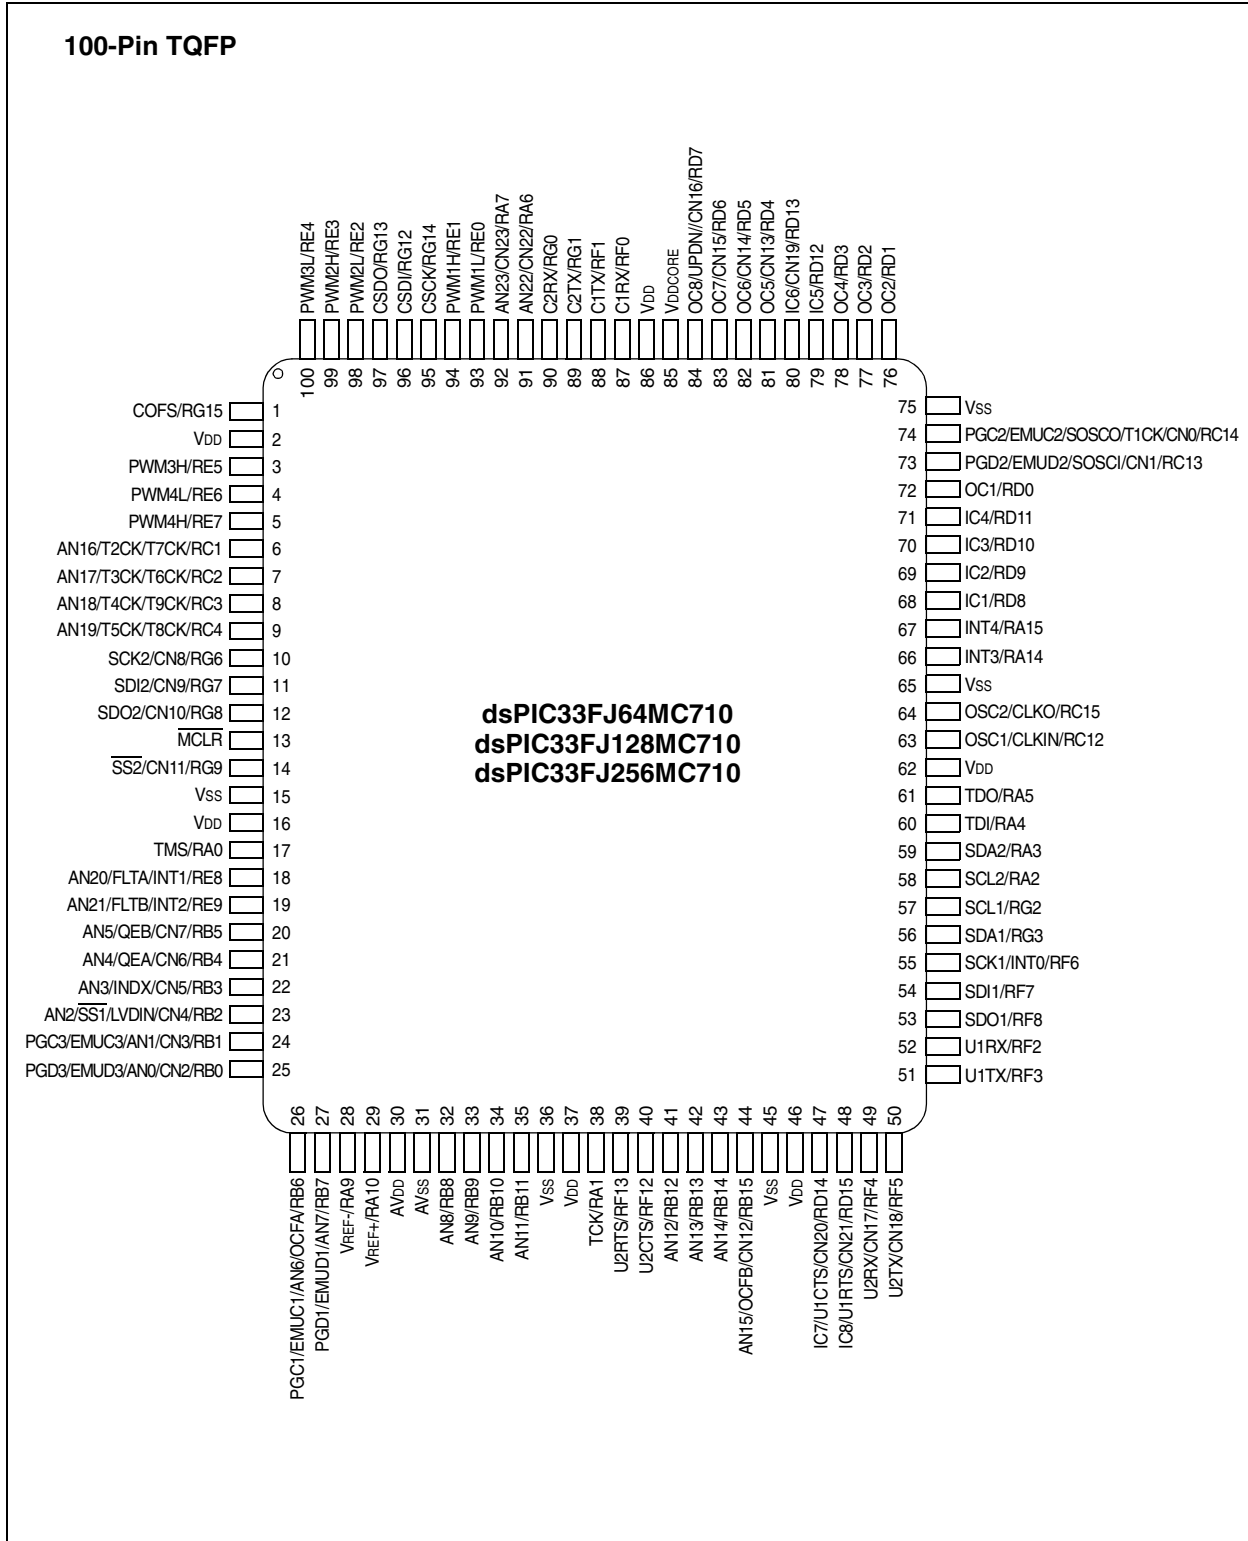 100-Pin TQFP
PWM3L/RE4
PWM2H/RE3
PWM2L/RE2
CSDO/RG13
CSDI/RG12
CSCK/RG14
PWM1H/RE1
PWM1L/RE0
AN23/CN23/RA7
AN22/CN22/RA6
C2RX/RG0
C2TX/RG1
C1TX/RF1
C1RX/RF0
VDD
VDDCORE
OC8/UPDN//CN16/RD7
OC7/CN15/RD6
OC6/CN14/RD5
OC5/CN13/RD4
IC6/CN19/RD13
IC5/RD12
OC4/RD3
OC3/RD2
OC2/RD1
100
99
98
97
96
95
94
93
92
91
90
89
88
87
86
85
84
83
82
81
80
79
78
77
76
COFS/RG15 1
VDD 2
PWM3H/RE5 3
PWM4L/RE6 4
PWM4H/RE7 5
AN16/T2CK/T7CK/RC1 6
AN17/T3CK/T6CK/RC2 7
AN18/T4CK/T9CK/RC3 8
AN19/T5CK/T8CK/RC4 9
SCK2/CN8/RG6 10
SDI2/CN9/RG7 11
SDO2/CN10/RG8 12
MCLR 13
SS2/CN11/RG9 14
VSS 15
VDD 16
TMS/RA0 17
AN20/FLTA/INT1/RE8 18
AN21/FLTB/INT2/RE9 19
AN5/QEB/CN7/RB5 20
AN4/QEA/CN6/RB4 21
AN3/INDX/CN5/RB3 22
AN2/SS1/LVDIN/CN4/RB2 23
PGC3/EMUC3/AN1/CN3/RB1 24
PGD3/EMUD3/AN0/CN2/RB0 25
dsPIC33FJ64MC710
dsPIC33FJ128MC710
dsPIC33FJ256MC710
75 VSS
74 PGC2/EMUC2/SOSCO/T1CK/CN0/RC14
73 PGD2/EMUD2/SOSCI/CN1/RC13
72 OC1/RD0
71 IC4/RD11
70 IC3/RD10
69 IC2/RD9
68 IC1/RD8
67 INT4/RA15
66 INT3/RA14
65 VSS
64 OSC2/CLKO/RC15
63 OSC1/CLKIN/RC12
62 VDD
61 TDO/RA5
60 TDI/RA4
59 SDA2/RA3
58 SCL2/RA2
57 SCL1/RG2
56 SDA1/RG3
55 SCK1/INT0/RF6
54 SDI1/RF7
53 SDO1/RF8
52 U1RX/RF2
51 U1TX/RF3
26
27
28
29
30
31
32
33
34
35
36
37
38
39
40
41
42
43
44
45
46
47
48
49
50
PGC1/EMUC1/AN6/OCFA/RB6
PGD1/EMUD1/AN7/RB7
VREF-/RA9
VREF+/RA10
AVDD
AVSS
AN8/RB8
AN9/RB9
AN10/RB10
AN11/RB11
VSS
VDD
TCK/RA1
U2RTS/RF13
U2CTS/RF12
AN12/RB12
AN13/RB13
AN14/RB14
AN15/OCFB/CN12/RB15
VSS
VDD
IC7/U1CTS/CN20/RD14
IC8/U1RTS/CN21/RD15
U2RX/CN17/RF4
U2TX/CN18/RF5